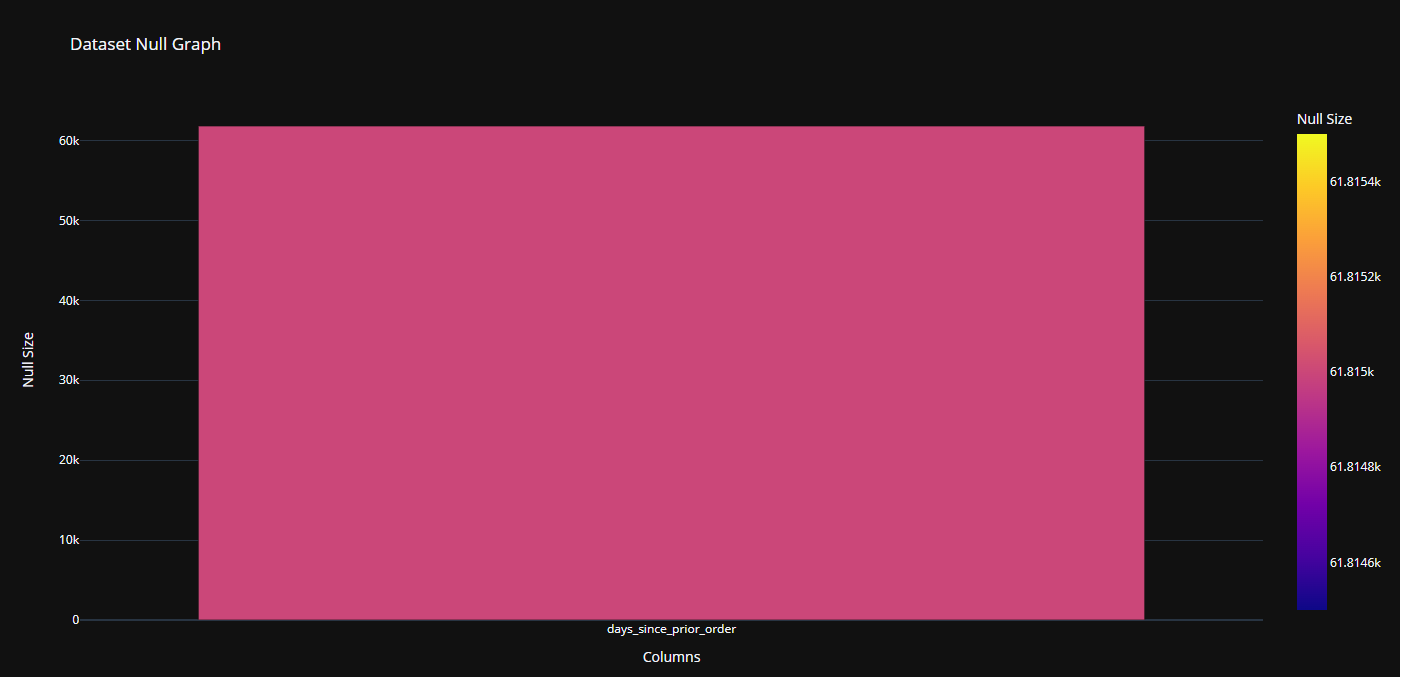 Dataset Null Graph
Null Size
60k
50k
40k
30k
20k
10k
0
days_since_prior_order
Columns
Null Size
61.8154k
61.8152k
61.815k
61.8148k
61.8146k